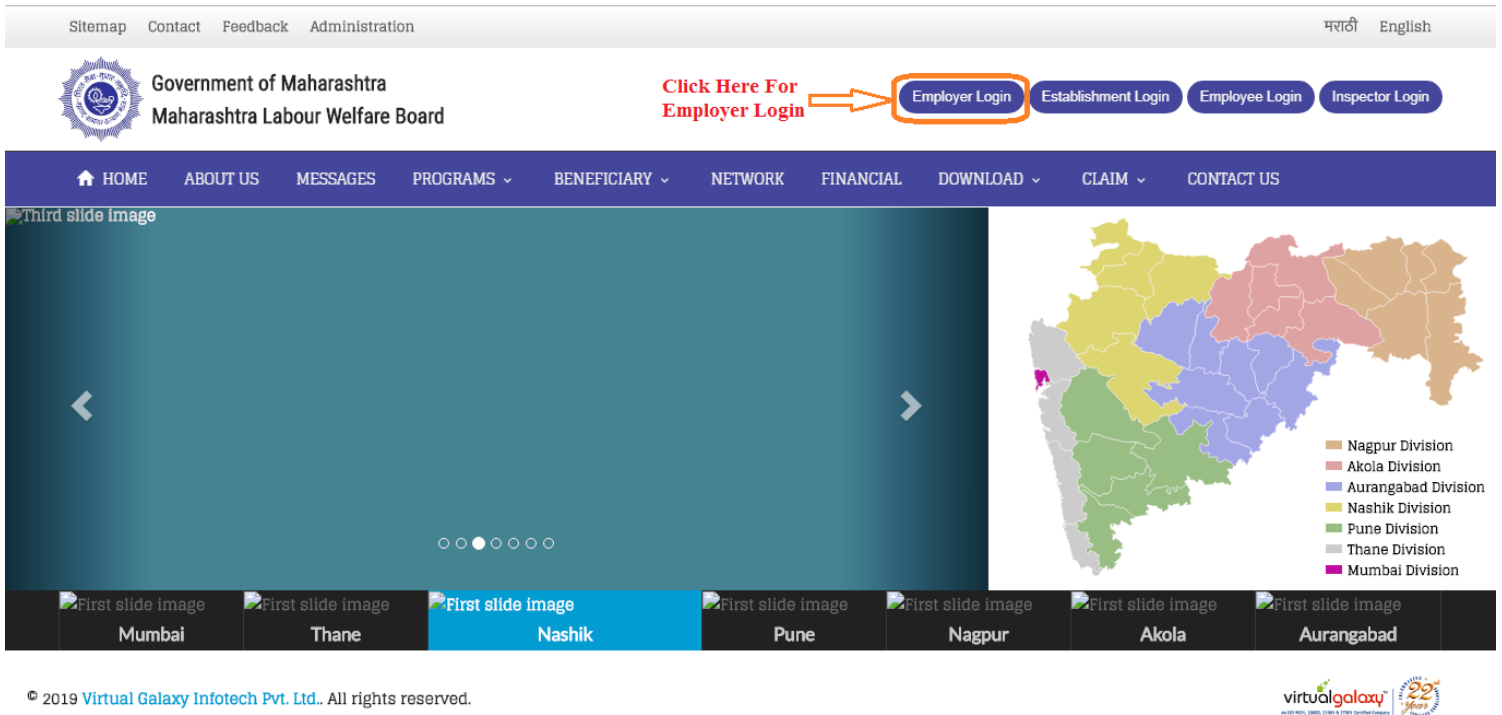 Sitemap Contact Feedback Administration मराठी English
Government of Maharashtra
Maharashtra Labour Welfare Board
Click Here For
Employer Login
Employer Login Establishment Login Employee Login Inspector Login
HOME ABOUT US MESSAGES PROGRAMS BENEFICIARY NETWORK FINANCIAL DOWNLOAD CLAIM CONTACT US
Third slide image
Nagpur Division
Akola Division
Aurangabad Division
Nashik Division
Pune Division
Thane Division
Mumbai Division
First slide image First slide image First slide image First slide image First slide image First slide image First slide image
Mumbai Thane Nashik Pune Nagpur Akola Aurangabad
© 2019 Virtual Galaxy Infotech Pvt. Ltd.. All rights reserved.
virtualgalaxy
22nd
Year